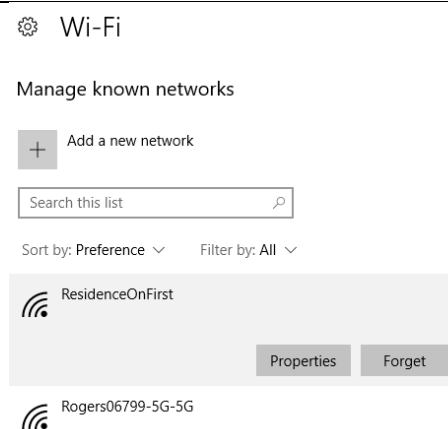 Wi-Fi
Manage known networks
Add a new network
Search this list
Sort by: Preference Filter by: All
ResidenceOnFirst
Properties Forget
Rogers06799-5G-5G